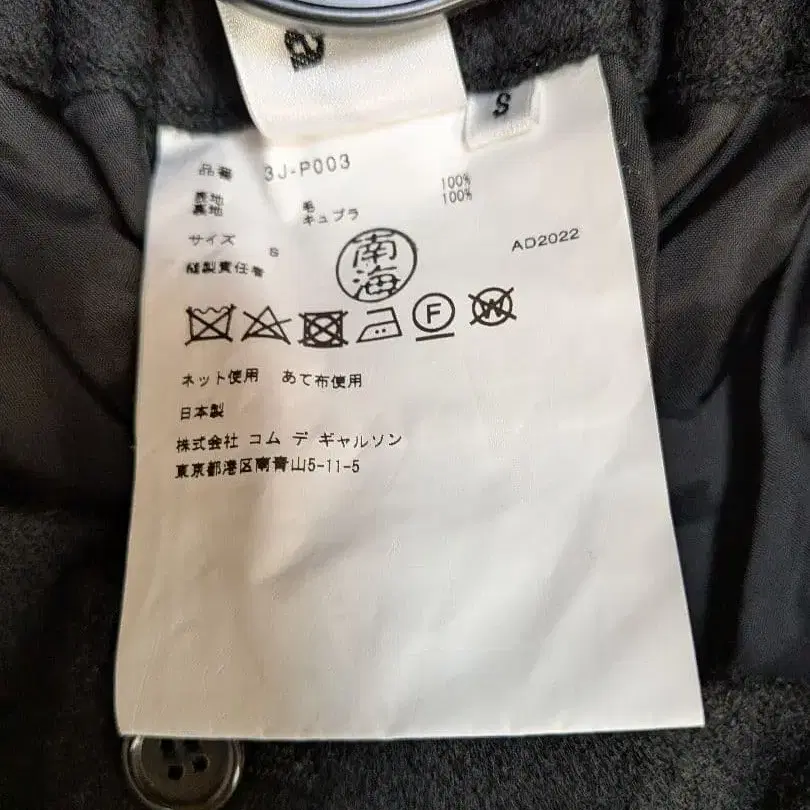 S
品番 3J-P003
表地 毛 100%
裏地 キュプラ 100%
サイズ S
縫製責任者
南海
AD2022
F
W
ネット使用 あて布使用
日本製
株式会社 コム デ ギャルソン
東京都港区南青山5-11-5